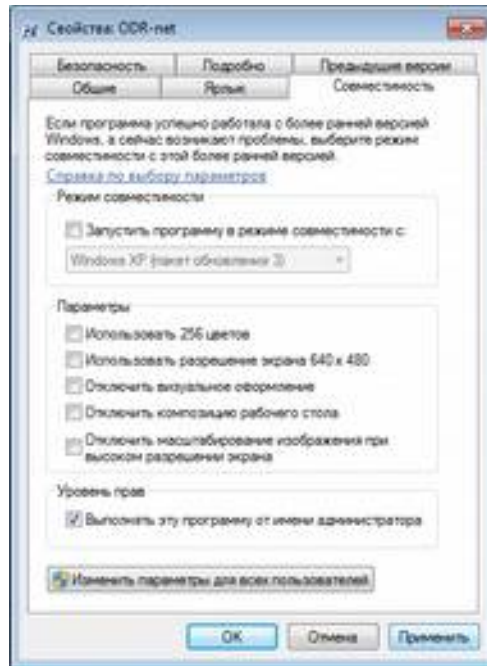 Свойства: ODR-net
Безопасность Подробно Предыдущие версии
Общие Ярлык Совместимость
Если программа успешно работала с более ранней версией
Windows, а сейчас возникают проблемы, выберите режим
совместимости с этой более ранней версией.
Справка по выбору параметров
Режим совместимости
Запустить программу в режиме совместимости с:
Windows XP (пакет обновления 3)
Параметры
Использовать 256 цветов
Использовать разрешение экрана 640 x 480
Отключить визуальное оформление
Отключить композицию рабочего стола
Отключить масштабирование изображения при
высоком разрешении экрана
Уровень прав
Выполнять эту программу от имени администратора
Изменить параметры для всех пользователей
ОК Отмена Применить